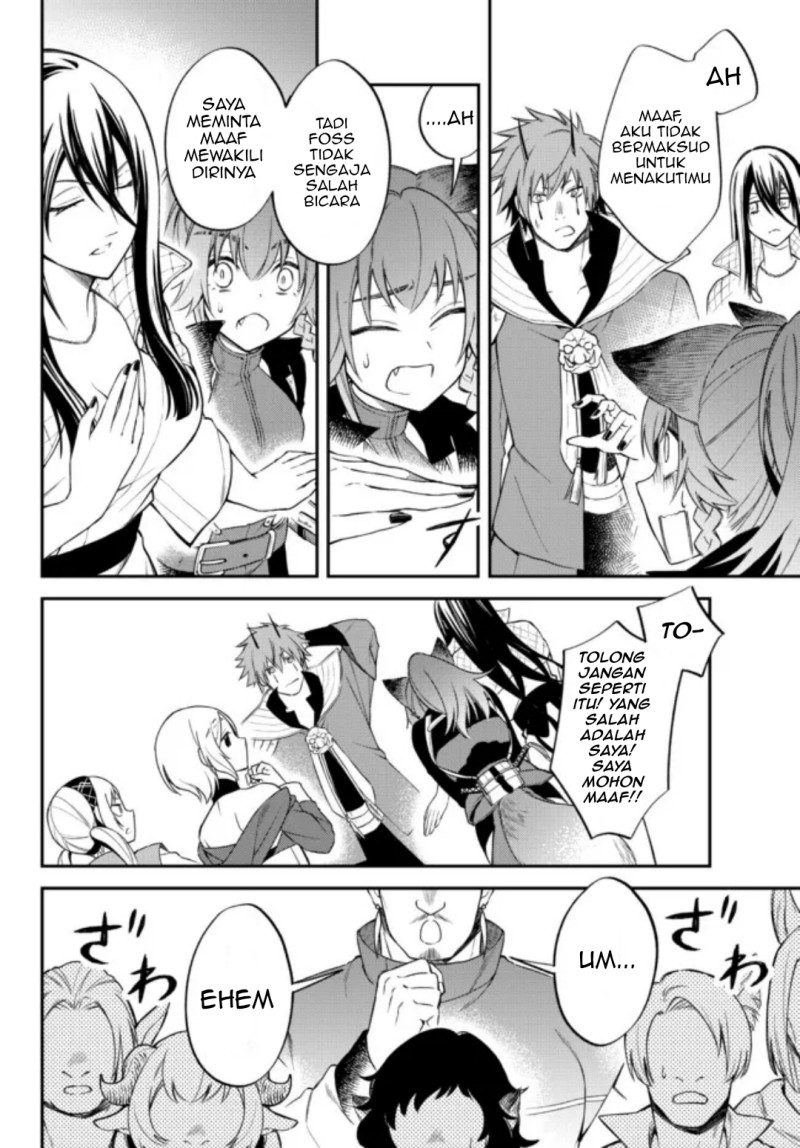 AH
MAAF,
AKU TIDAK
BERMAKSUD
UNTUK
MENAKUTIMU
....AH
TADI
FOSS
TIDAK
SENGAJA
SALAH
BICARA
SAYA
MEMINTA
MAAF
MEWAKILI
DIRINYA
す
TO-
TOLONG
JANGAN
SEPERTI
ITU! YANG
SALAH
ADALAH
SAYA!
SAYA
MOHON
MAAF!!
UM...
EHEM
ざわ
ざわ